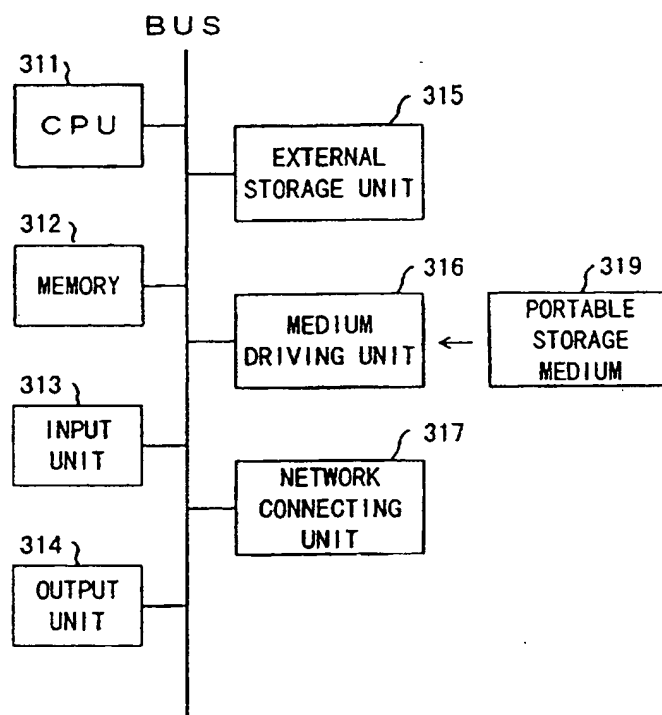 BUS
311
CPU
315
EXTERNAL
STORAGE UNIT
312
MEMORY
316
MEDIUM
DRIVING UNIT
319
PORTABLE
STORAGE
MEDIUM
313
INPUT
UNIT
317
NETWORK
CONNECTING
UNIT
314
OUTPUT
UNIT